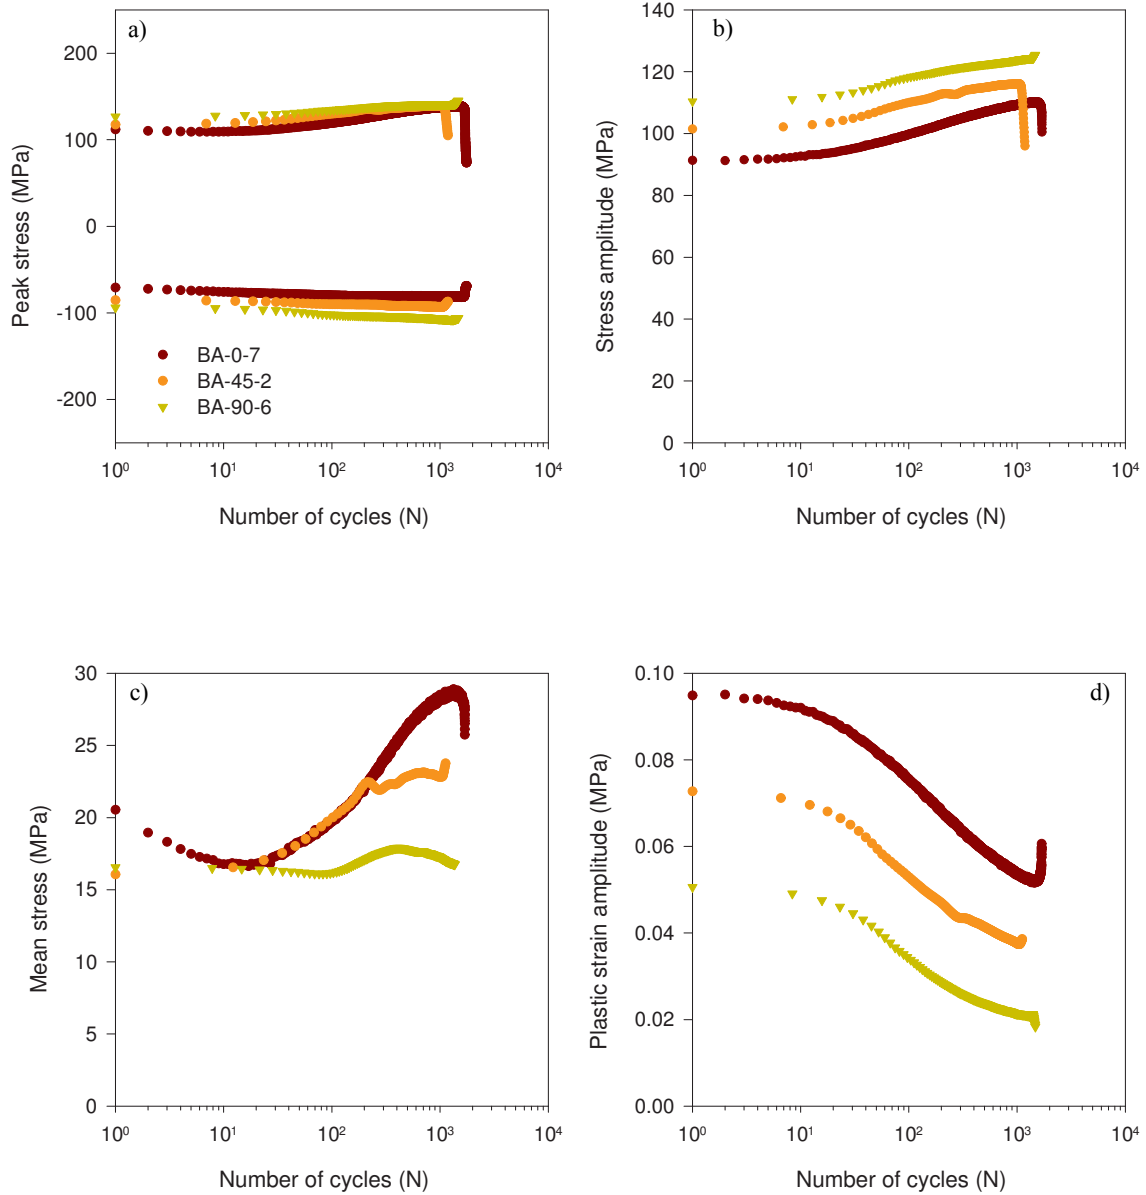 a)
200
100
0
-100
-200
Peak stress (MPa)
BA-0-7
BA-45-2
BA-90-6
10⁰ 10¹ 10² 10³ 10⁴
Number of cycles (N)
b)
140
120
100
80
60
40
20
0
Stress amplitude (MPa)
10⁰ 10¹ 10² 10³ 10⁴
Number of cycles (N)
c)
30
25
20
15
10
5
0
Mean stress (MPa)
10⁰ 10¹ 10² 10³ 10⁴
Number of cycles (N)
d)
0.10
0.08
0.06
0.04
0.02
0.00
Plastic strain amplitude (MPa)
10⁰ 10¹ 10² 10³ 10⁴
Number of cycles (N)